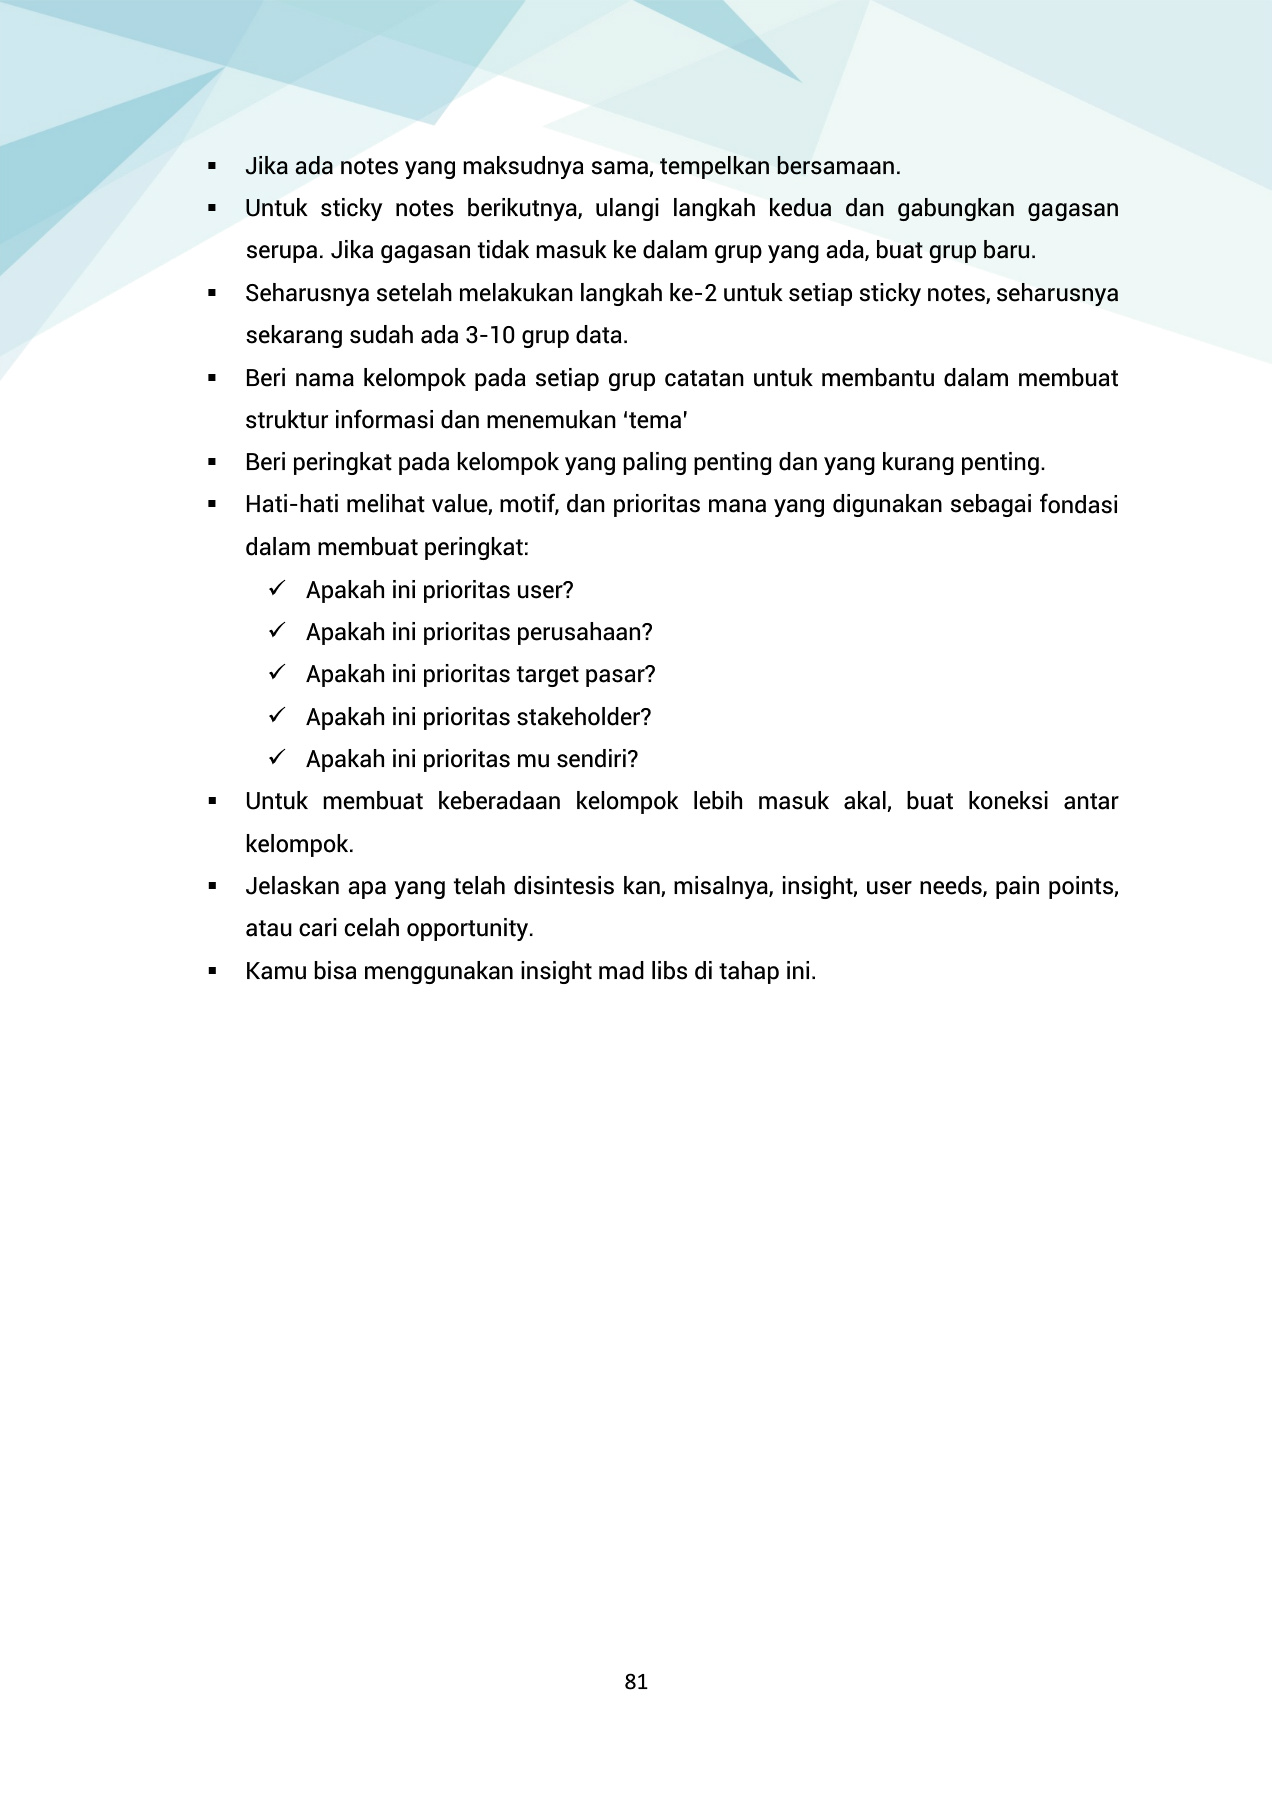 ▪ Jika ada notes yang maksudnya sama, tempelkan bersamaan.
▪ Untuk sticky notes berikutnya, ulangi langkah kedua dan gabungkan gagasan
serupa. Jika gagasan tidak masuk ke dalam grup yang ada, buat grup baru.
▪ Seharusnya setelah melakukan langkah ke-2 untuk setiap sticky notes, seharusnya
sekarang sudah ada 3-10 grup data.
▪ Beri nama kelompok pada setiap grup catatan untuk membantu dalam membuat
struktur informasi dan menemukan ‘tema’
▪ Beri peringkat pada kelompok yang paling penting dan yang kurang penting.
▪ Hati-hati melihat value, motif, dan prioritas mana yang digunakan sebagai fondasi
dalam membuat peringkat:
✓ Apakah ini prioritas user?
✓ Apakah ini prioritas perusahaan?
✓ Apakah ini prioritas target pasar?
✓ Apakah ini prioritas stakeholder?
✓ Apakah ini prioritas mu sendiri?
▪ Untuk membuat keberadaan kelompok lebih masuk akal, buat koneksi antar
kelompok.
▪ Jelaskan apa yang telah disintesis kan, misalnya, insight, user needs, pain points,
atau cari celah opportunity.
▪ Kamu bisa menggunakan insight mad libs di tahap ini.
81